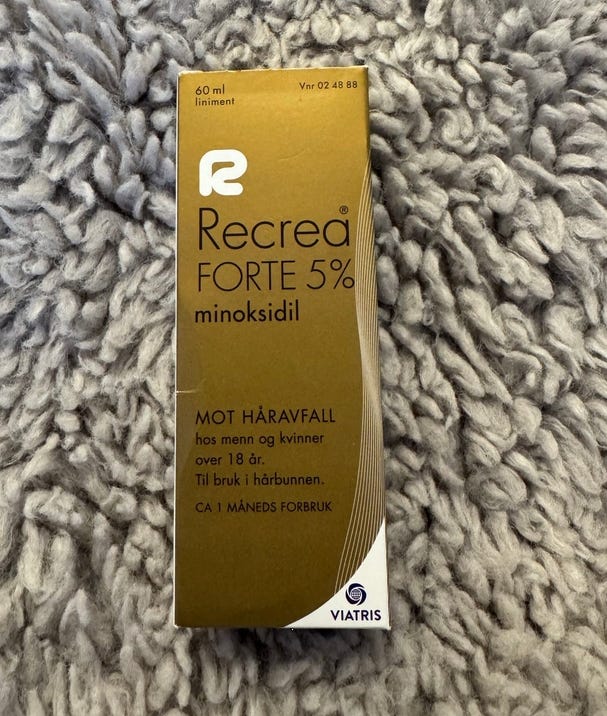 60 ml
liniment
Vnr 02 48 88
R
Recrea®
FORTE 5%
minoksidil
MOT HÅRAVFALL
hos menn og kvinner
over 18 år.
Til bruk i hårbunnen.
CA 1 MÅNEDS FORBRUK
VIATRIS